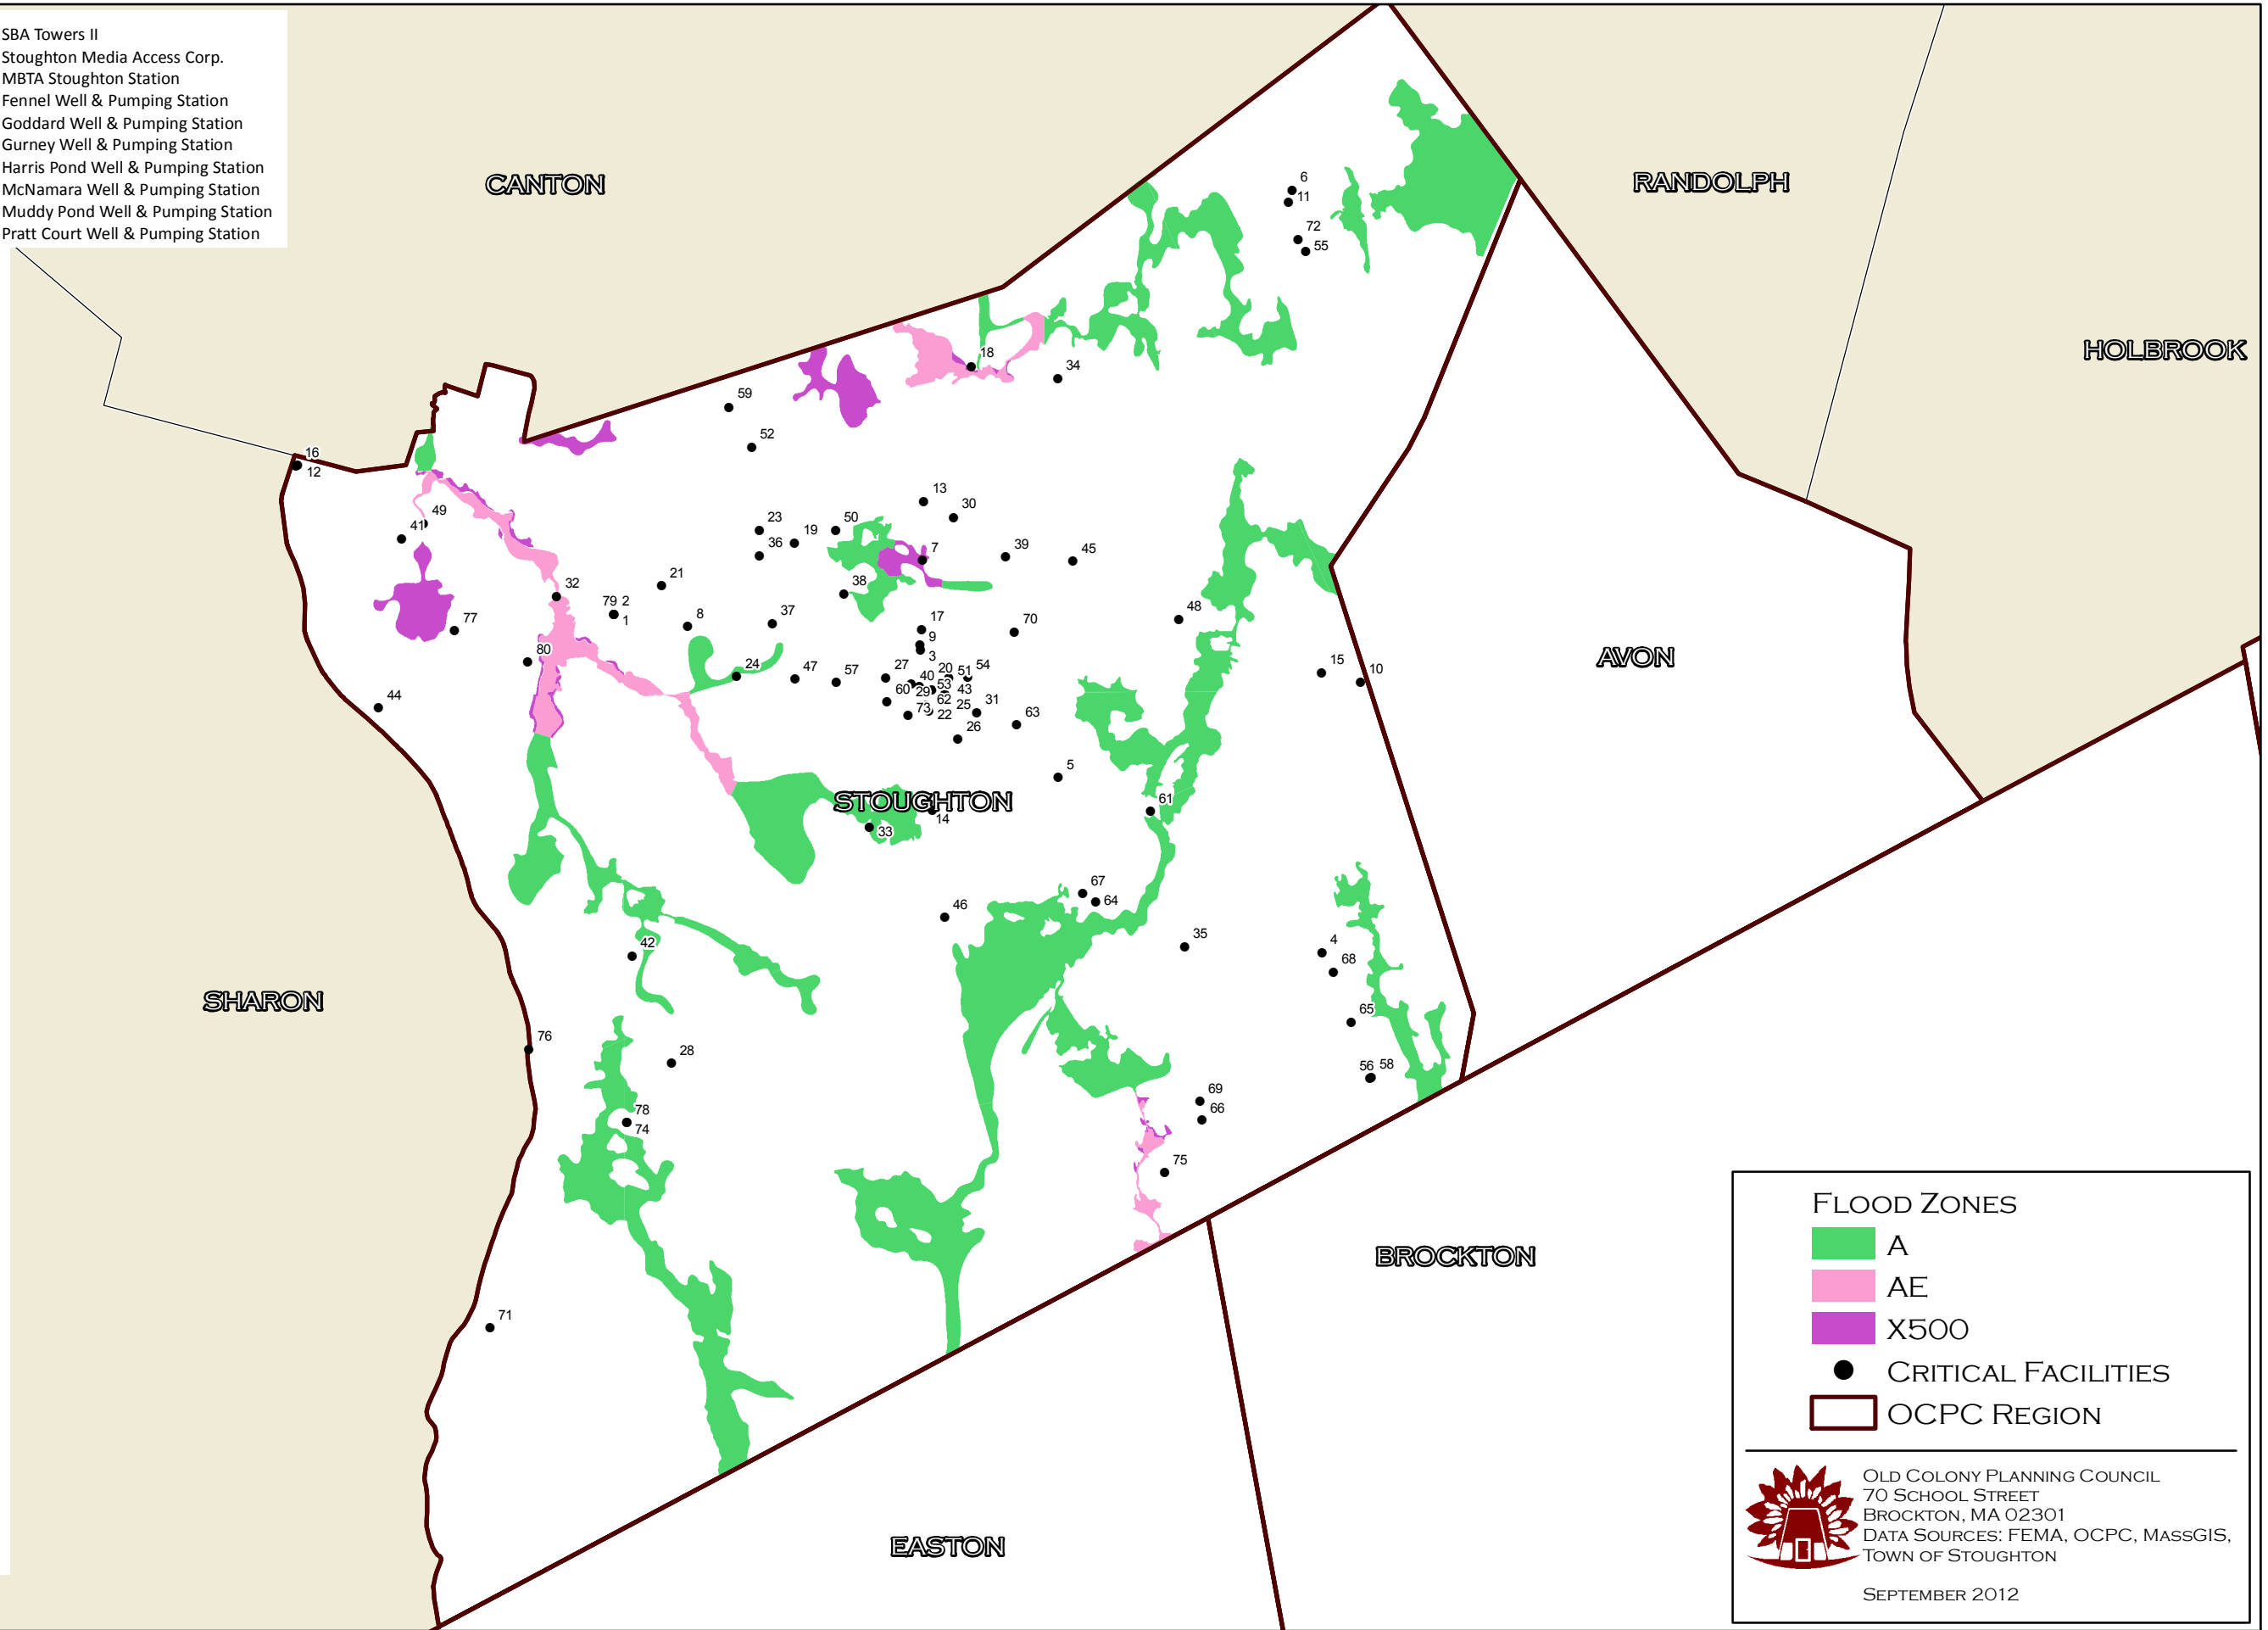 SBA Towers II
Stoughton Media Access Corp.
MBTA Stoughton Station
Fennel Well & Pumping Station
Goddard Well & Pumping Station
Gurney Well & Pumping Station
Harris Pond Well & Pumping Station
McNamara Well & Pumping Station
Muddy Pond Well & Pumping Station
Pratt Court Well & Pumping Station
CANTON
RANDOLPH
6
11
72
55
HOLBROOK
18
34
59
52
16
12
13
30
49
41
23
19
50
36
7
39
45
38
21
32
79 2
1
8
37
17
70
48
77
9
3
80
24
47
57
27
20
51
54
40
53
43
60
29
62
25
31
73
22
26
63
15
10
AVON
44
5
STOUGHTON
14
33
61
67
64
46
35
4
68
42
SHARON
65
76
28
56
58
69
66
78
74
75
71
BROCKTON
EASTON
FLOOD ZONES
A
AE
X500
CRITICAL FACILITIES
OCPC REGION
OLD COLONY PLANNING COUNCIL
70 SCHOOL STREET
BROCKTON, MA 02301
DATA SOURCES: FEMA, OCPC, MASSGIS,
TOWN OF STOUGHTON
SEPTEMBER 2012